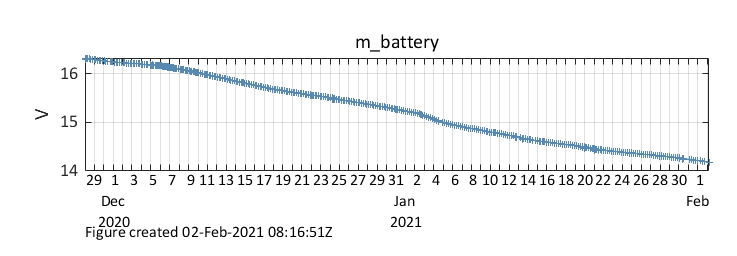 m_battery
16
15
14
V
29 1 3 5 7 9 11 13 15 17 19 21 23 25 27 29 31 2 4 6 8 10 12 14 16 18 20 22 24 26 28 30 1
Dec Jan Feb
2020 2021
Figure created 02-Feb-2021 08:16:51Z